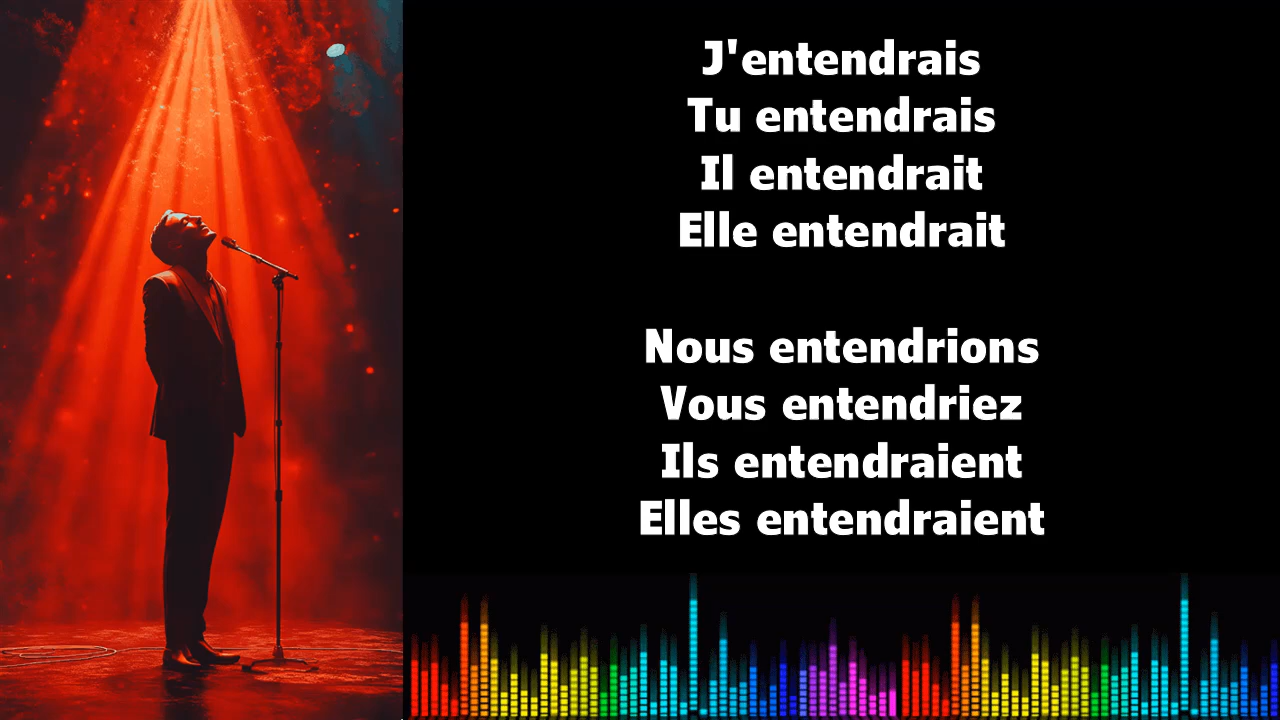 J'entendrais
Tu entendrais
Il entendrait
Elle entendrait
Nous entendrions
Vous entendriez
Ils entendraient
Elles entendraient